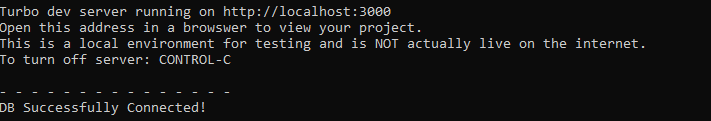 Turbo dev server running on http://localhost:3000
Open this address in a browswer to view your project.
This is a local environment for testing and is NOT actually live on the internet.
To turn off server: CONTROL-C
- - - - - - - - - - - - - - -
DB Successfully Connected!